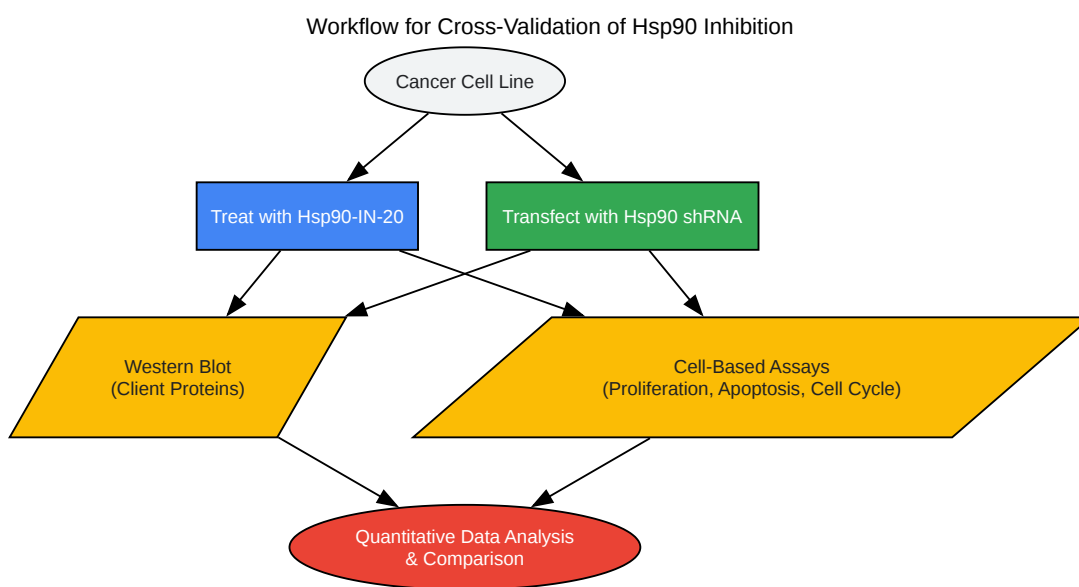 Workflow for Cross-Validation of Hsp90 Inhibition
Cancer Cell Line
Treat with Hsp90-IN-20
Transfect with Hsp90 shRNA
Western Blot
(Client Proteins)
Cell-Based Assays
(Proliferation, Apoptosis, Cell Cycle)
Quantitative Data Analysis
& Comparison